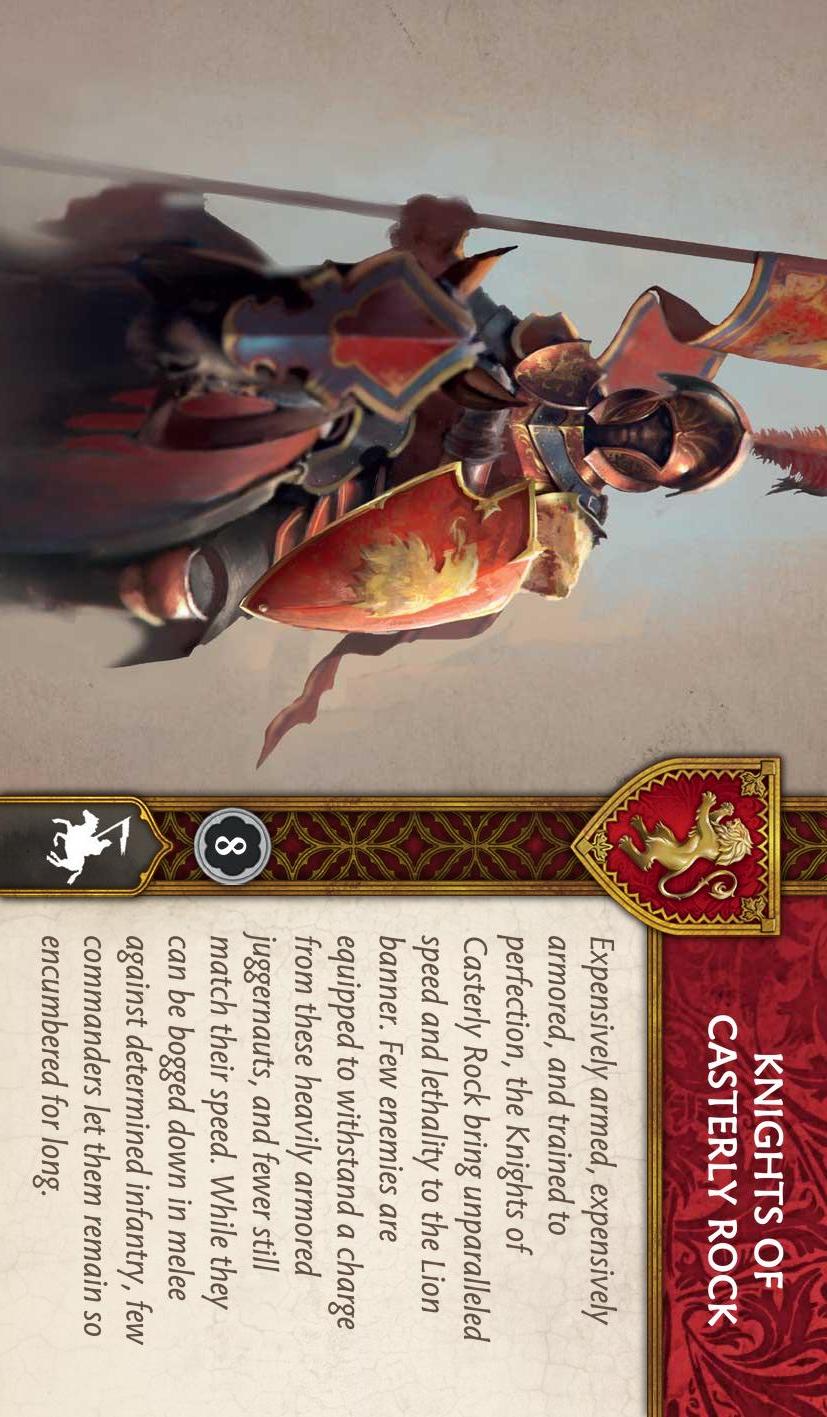 KNIGHTS OF
CASTERLY ROCK
8
Expensively armed, expensively
armored, and trained to
perfection, the Knights of
Casterly Rock bring unparalleled
speed and lethality to the Lion
banner. Few enemies are
equipped to withstand a charge
from these heavily armored
juggernauts, and fewer still
match their speed. While they
can be bogged down in melee
against determined infantry, few
commanders let them remain so
encumbered for long.